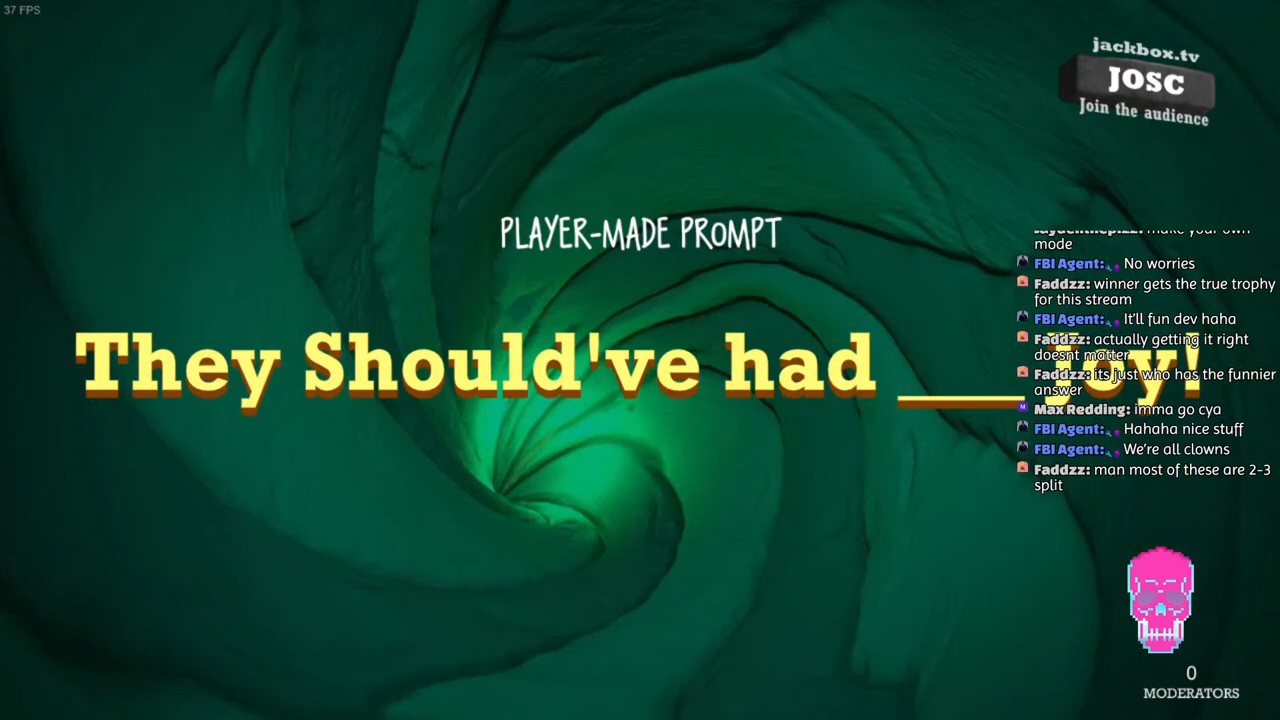 37 FPS
jackbox.tv
JOSC
Join the audience
PLAYER-MADE PROMPT
They Should've had ____
mode
FBI Agent: No worries
Faddzz: winner gets the true trophy
for this stream
FBI Agent: It'll fun dev haha
Faddzz: actually getting it right
doesnt matter
Faddzz: its just who has the funnier
answer
Max Redding: imma go cya
FBI Agent: Hahaha nice stuff
FBI Agent: We're all clowns
Faddzz: man most of these are 2-3
split
0
MODERATORS